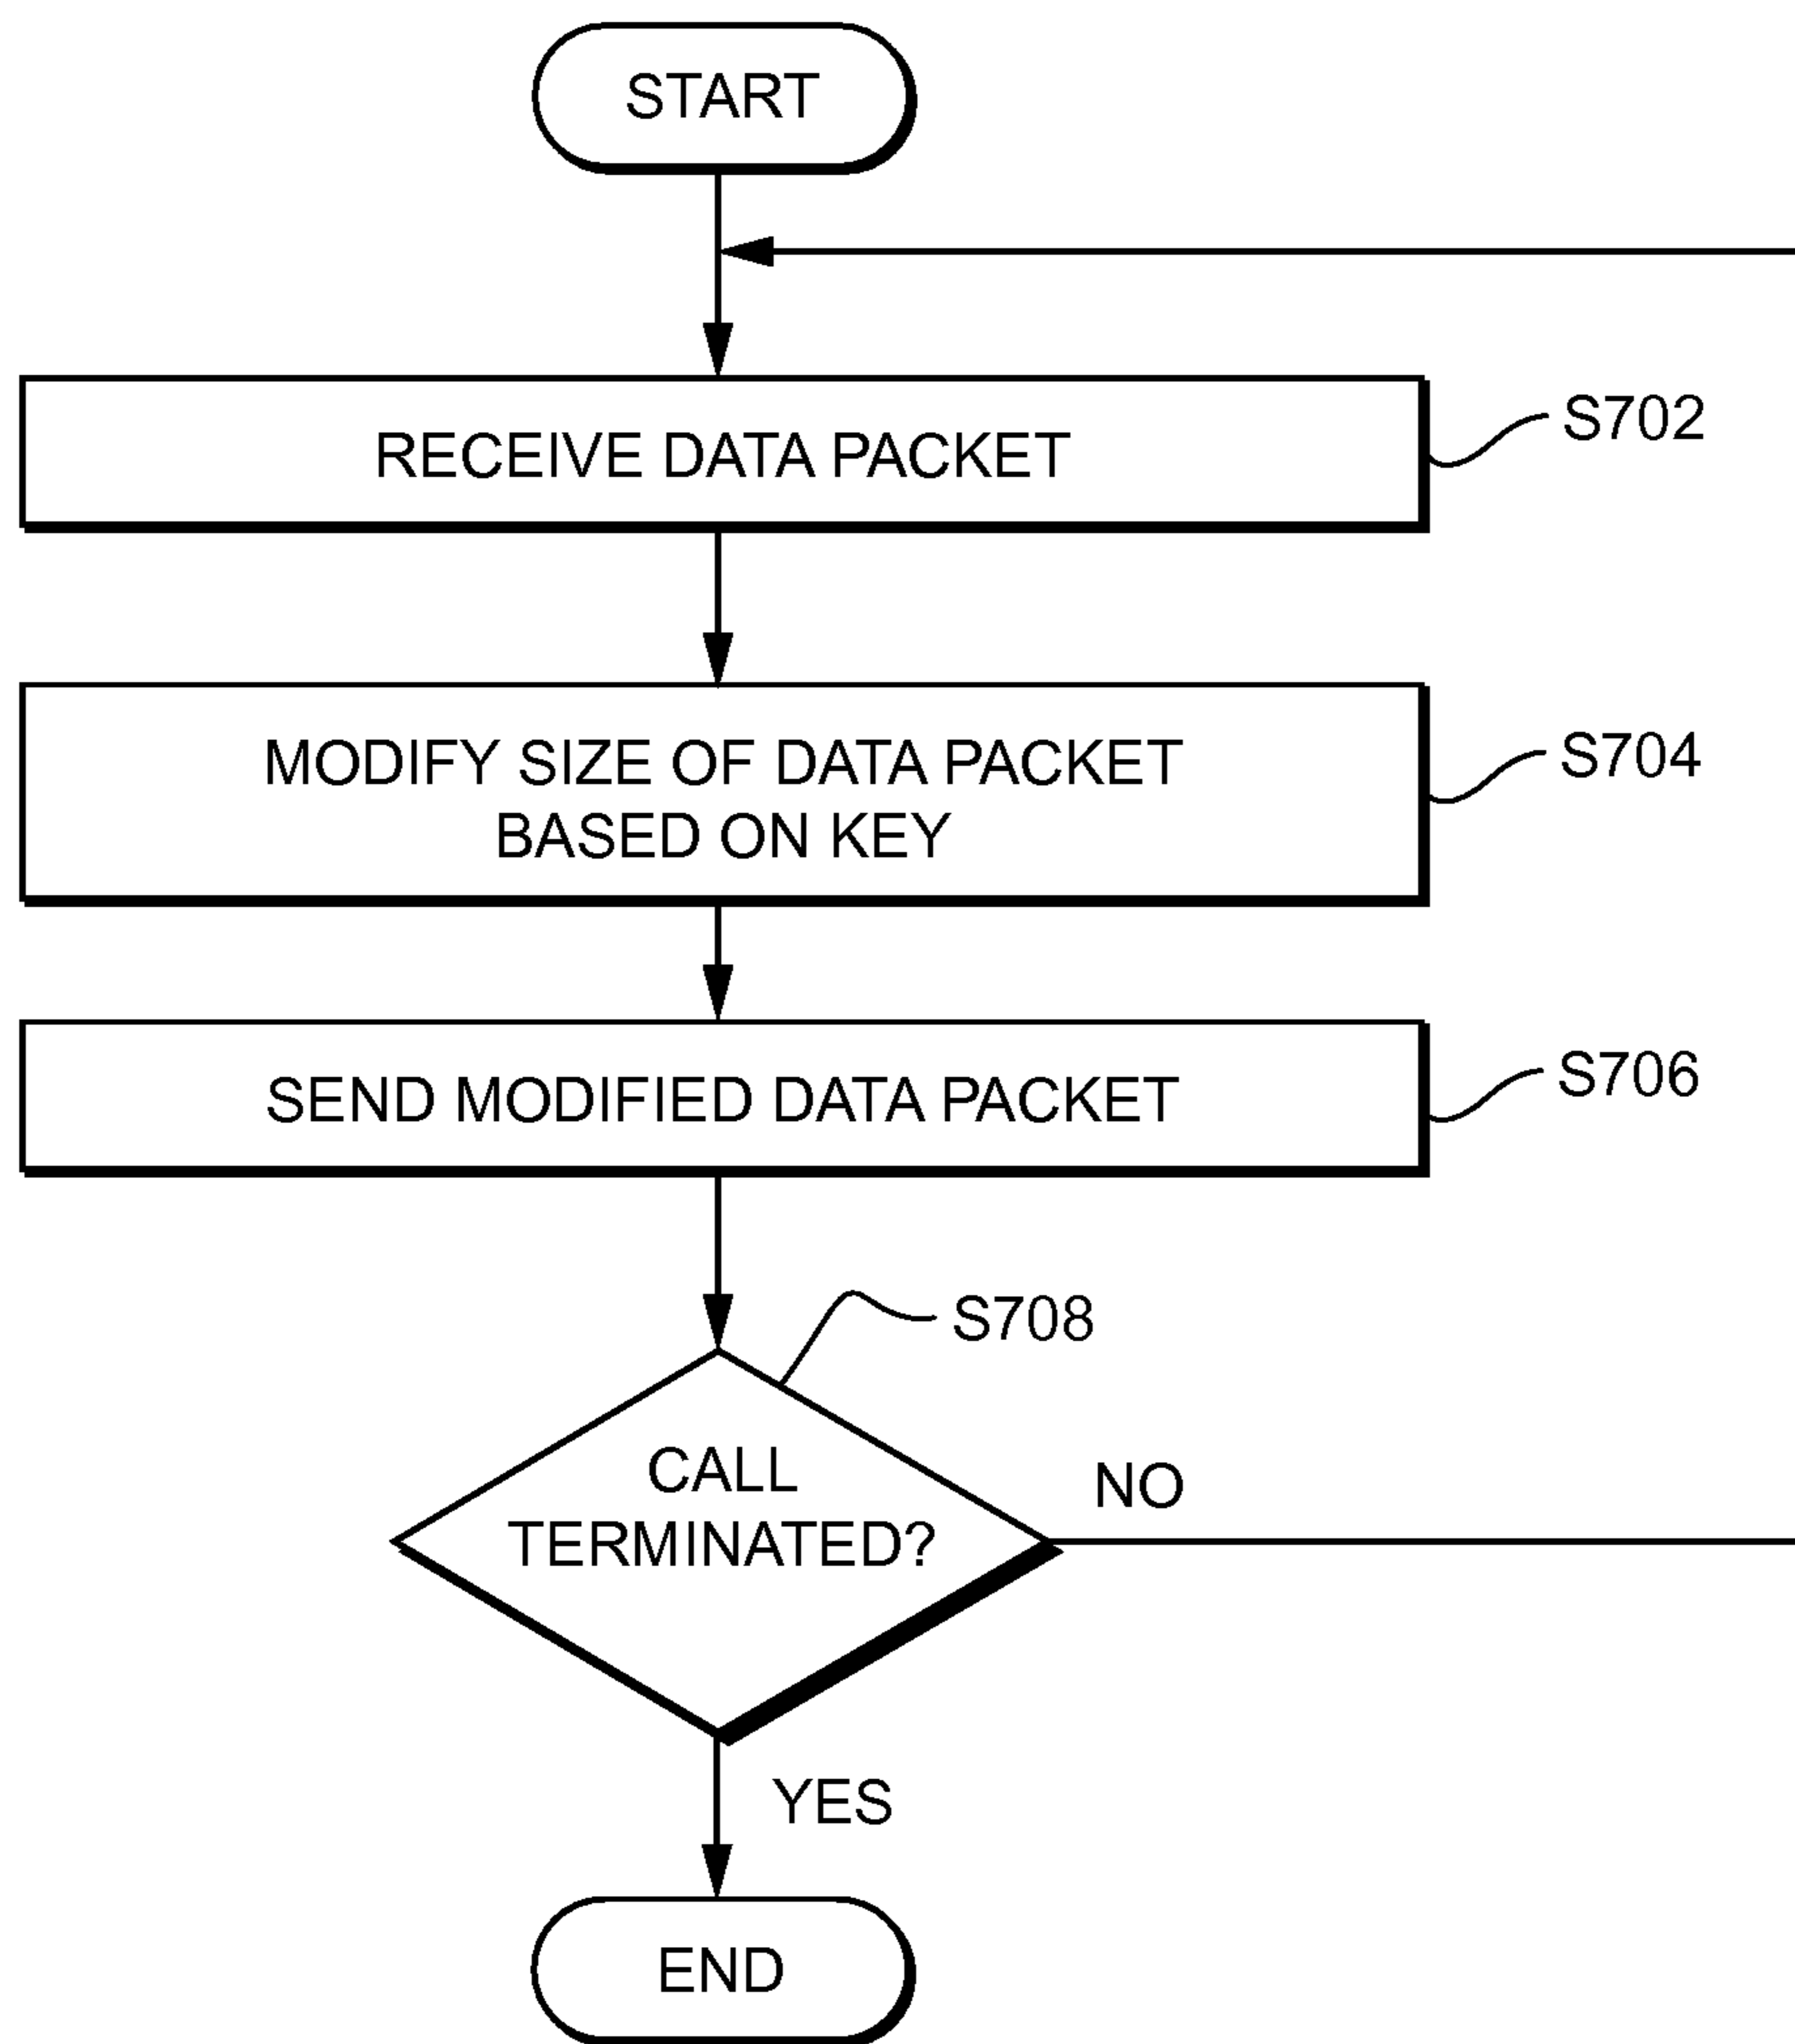 START
RECEIVE DATA PACKET
S702
MODIFY SIZE OF DATA PACKET
BASED ON KEY
S704
SEND MODIFIED DATA PACKET
S706
S708
CALL
TERMINATED?
NO
YES
END